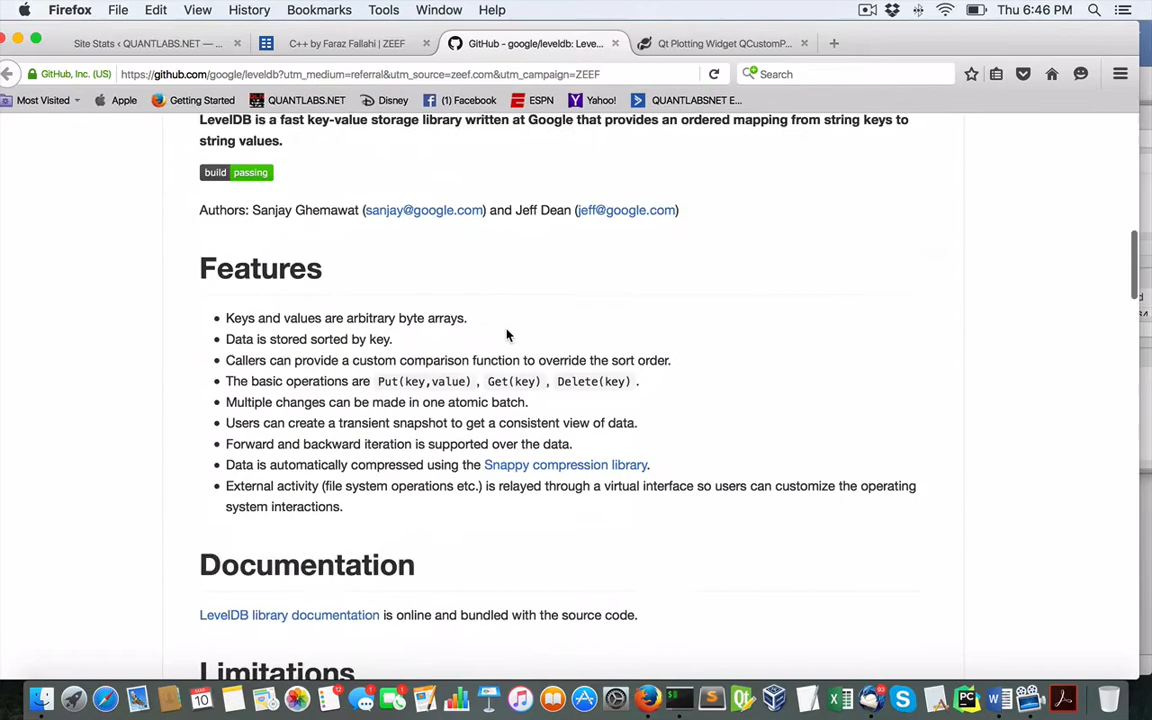 Firefox File Edit View History Bookmarks Tools Window Help Thu 6:46 PM
Site Stats ‹ QUANTLABS.NET — ... × C++ by Faraz Fallahi | ZEEF × GitHub - google/leveldb: Leve... × Qt Plotting Widget QCustomP... × +
GitHub, Inc. (US) https://github.com/google/leveldb?utm_medium=referral&utm_source=zeef.com&utm_campaign=ZEEF Search
Most Visited Apple Getting Started QUANTLABS.NET Disney (1) Facebook ESPN Yahoo! QUANTLABSNET E...
LevelDB is a fast key-value storage library written at Google that provides an ordered mapping from string keys to
string values.
build passing
Authors: Sanjay Ghemawat (sanjay@google.com) and Jeff Dean (jeff@google.com)
Features
• Keys and values are arbitrary byte arrays.
• Data is stored sorted by key.
• Callers can provide a custom comparison function to override the sort order.
• The basic operations are Put(key,value) , Get(key) , Delete(key) .
• Multiple changes can be made in one atomic batch.
• Users can create a transient snapshot to get a consistent view of data.
• Forward and backward iteration is supported over the data.
• Data is automatically compressed using the Snappy compression library.
• External activity (file system operations etc.) is relayed through a virtual interface so users can customize the operating
system interactions.
Documentation
LevelDB library documentation is online and bundled with the source code.
Limitations